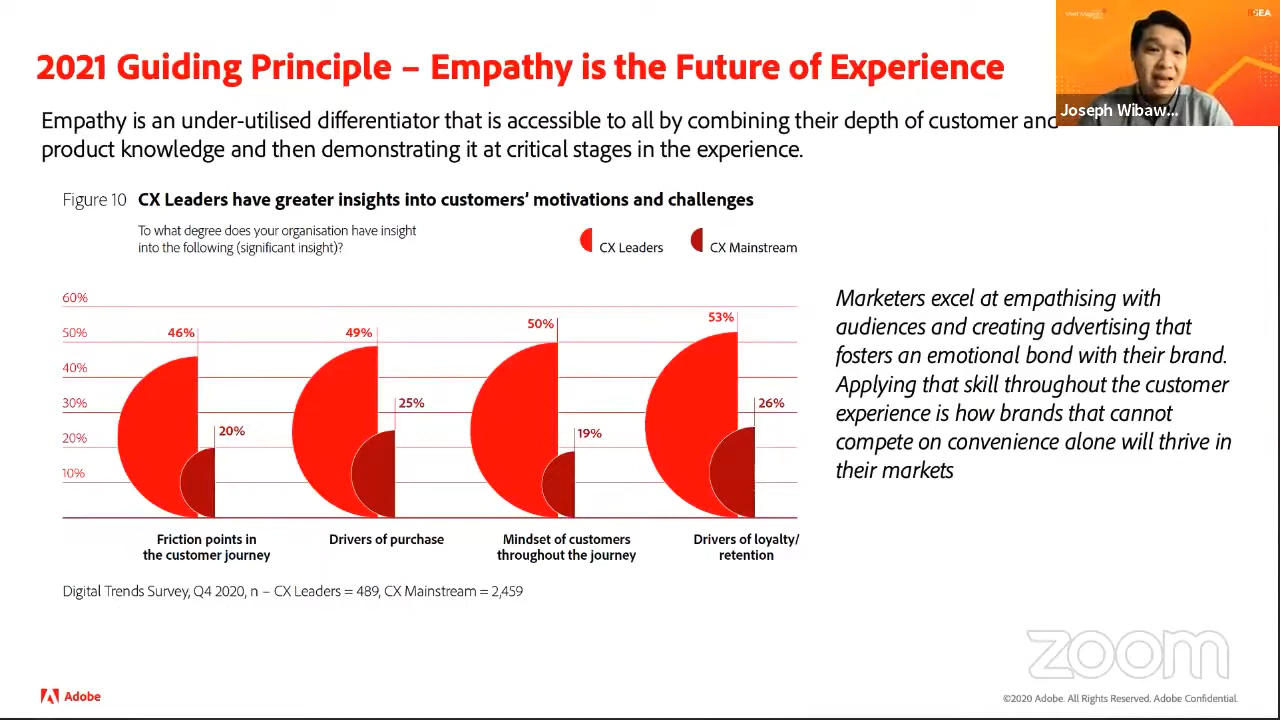 2021 Guiding Principle – Empathy is the Future of Experience
Empathy is an under-utilised differentiator that is accessible to all by combining their depth of customer and
product knowledge and then demonstrating it at critical stages in the experience.
Joseph Wibaw...
Figure 10 CX Leaders have greater insights into customers' motivations and challenges
To what degree does your organisation have insight
into the following (significant insight)?
CX Leaders
CX Mainstream
60%
50%
40%
30%
20%
10%
46%
20%
49%
25%
50%
19%
53%
26%
Friction points in
the customer journey
Drivers of purchase
Mindset of customers
throughout the journey
Drivers of loyalty/
retention
Digital Trends Survey, Q4 2020, n – CX Leaders = 489, CX Mainstream = 2,459
Marketers excel at empathising with
audiences and creating advertising that
fosters an emotional bond with their brand.
Applying that skill throughout the customer
experience is how brands that cannot
compete on convenience alone will thrive in
their markets
zoom
Adobe
©2020 Adobe. All Rights Reserved. Adobe Confidential.